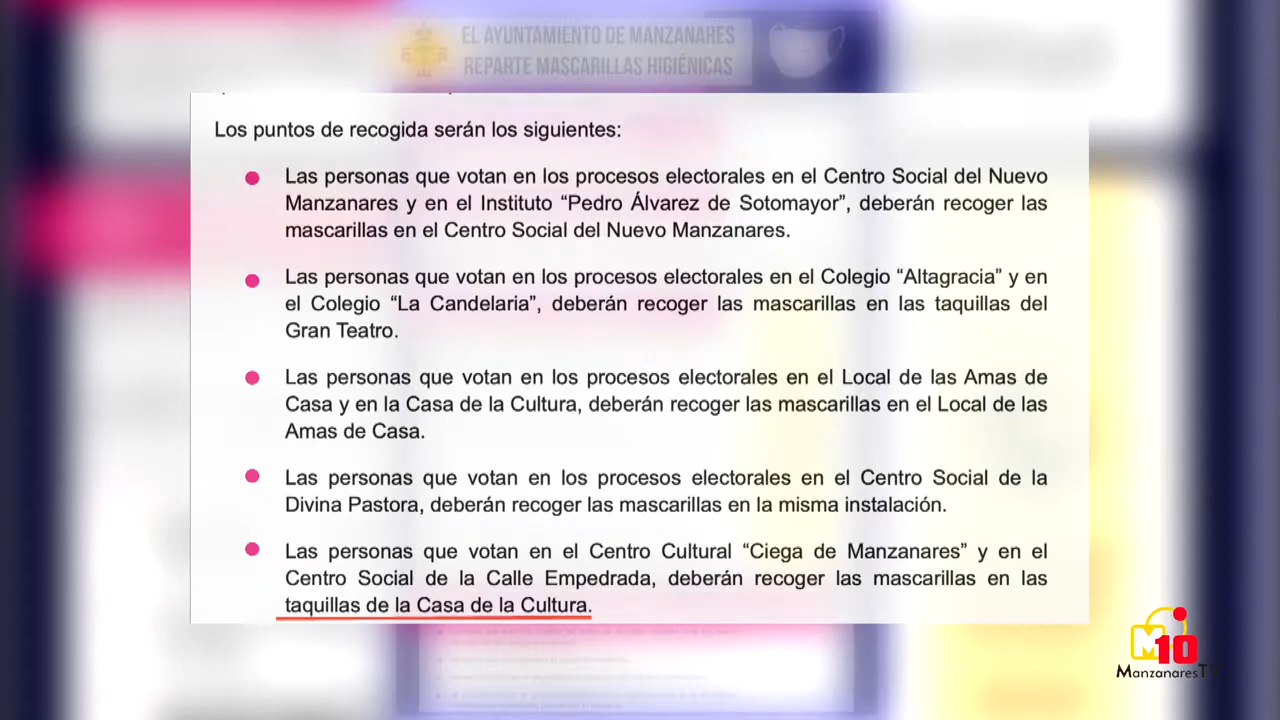 EL AYUNTAMIENTO DE MANZANARES
REPARTE MASCARILLAS HIGIÉNICAS
Los puntos de recogida serán los siguientes:
Las personas que votan en los procesos electorales en el Centro Social del Nuevo
Manzanares y en el Instituto “Pedro Álvarez de Sotomayor”, deberán recoger las
mascarillas en el Centro Social del Nuevo Manzanares.
Las personas que votan en los procesos electorales en el Colegio “Altagracia” y en
el Colegio “La Candelaria”, deberán recoger las mascarillas en las taquillas del
Gran Teatro.
Las personas que votan en los procesos electorales en el Local de las Amas de
Casa y en la Casa de la Cultura, deberán recoger las mascarillas en el Local de las
Amas de Casa.
Las personas que votan en los procesos electorales en el Centro Social de la
Divina Pastora, deberán recoger las mascarillas en la misma instalación.
Las personas que votan en el Centro Cultural “Ciega de Manzanares” y en el
Centro Social de la Calle Empedrada, deberán recoger las mascarillas en las
taquillas de la Casa de la Cultura.
M10
ManzanaresTV